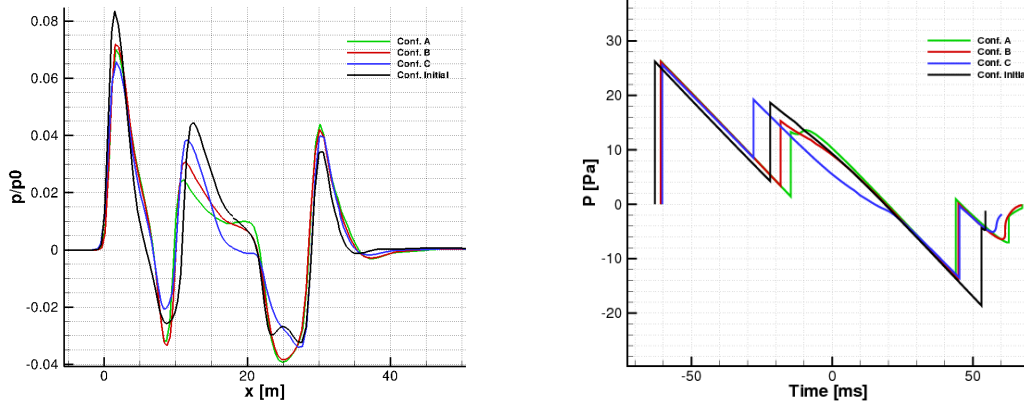 0.08
0.06
0.04
0.02
0
-0.02
-0.04
p/p0
Conf. A
Conf. B
Conf. C
Conf. Initial
0
20
40
x [m]
30
20
10
0
-10
-20
P [Pa]
Conf. A
Conf. B
Conf. C
Conf. Initia
-50
0
50
Time [ms]